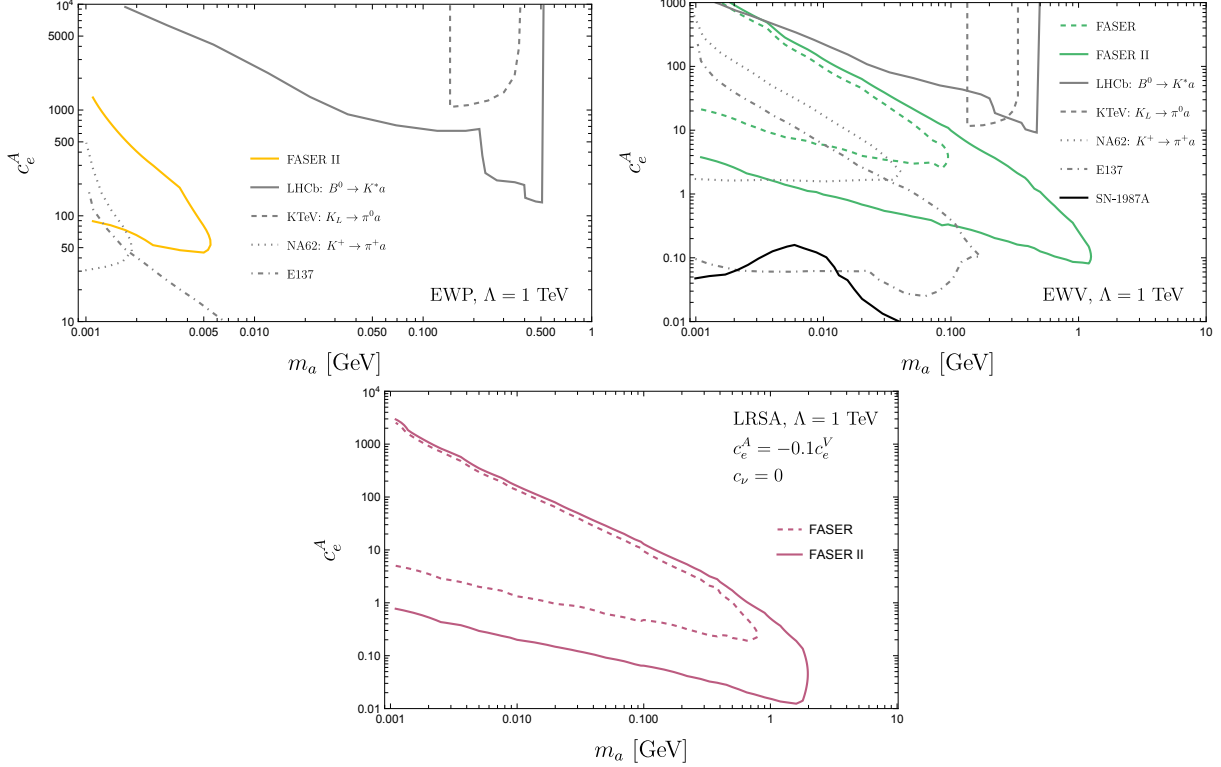 10⁴
5000
1000
500
100
50
10
0.001
0.005
0.010
0.050
0.100
0.500
1
c_e^A
m_a [GeV]
FASER II
LHCb: B⁰ → K*a
KTeV: K_L → π⁰a
NA62: K⁺ → π⁺a
E137
EWP, Λ = 1 TeV
1000
100
10
1
0.10
0.01
0.001
0.010
0.100
1
10
c_e^A
m_a [GeV]
FASER
FASER II
LHCb: B⁰ → K*a
KTeV: K_L → π⁰a
NA62: K⁺ → π⁺a
E137
SN-1987A
EWV, Λ = 1 TeV
10⁴
1000
100
10
1
0.10
0.01
0.001
0.010
0.100
1
10
c_e^A
m_a [GeV]
LRSA, Λ = 1 TeV
c_e^A = −0.1c_e^V
c_ν = 0
FASER
FASER II